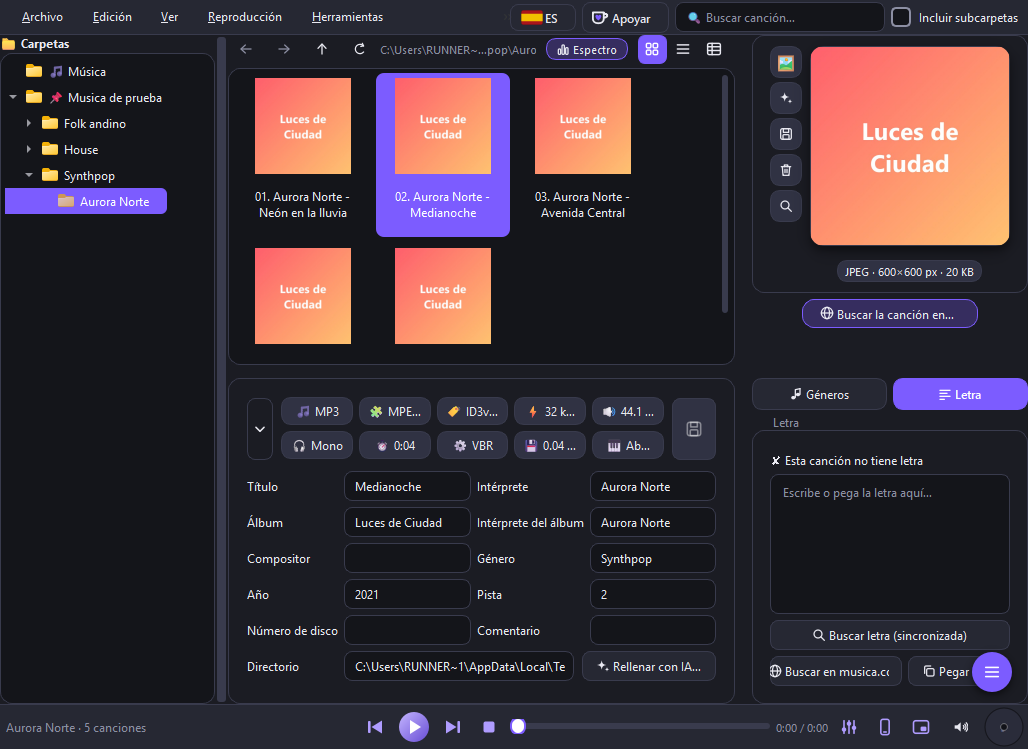 Archivo Edición Ver Reproducción Herramientas
ES Apoyar Buscar canción... Incluir subcarpetas
Carpetas
Música
Musica de prueba
Folk andino
House
Synthpop
Aurora Norte
C:\Users\RUNNER~...pop\Auro Espectro
Luces de
Ciudad
01. Aurora Norte -
Neón en la lluvia
Luces de
Ciudad
02. Aurora Norte -
Medianoche
Luces de
Ciudad
03. Aurora Norte -
Avenida Central
Luces de
Ciudad
Luces de
Ciudad
MP3 MPE... ID3v... 32 k... 44.1 ...
Mono 0:04 VBR 0.04 ... Ab...
Título Medianoche Intérprete Aurora Norte
Álbum Luces de Ciudad Intérprete del álbum Aurora Norte
Compositor Género Synthpop
Año 2021 Pista 2
Número de disco Comentario
Directorio C:\Users\RUNNER~1\AppData\Local\Te Rellenar con IA...
Luces de
Ciudad
JPEG · 600×600 px · 20 KB
Buscar la canción en...
Géneros Letra
Letra
✘ Esta canción no tiene letra
Escribe o pega la letra aquí...
Buscar letra (sincronizada)
Buscar en musica.cc Pegar
Aurora Norte · 5 canciones
0:00 / 0:00